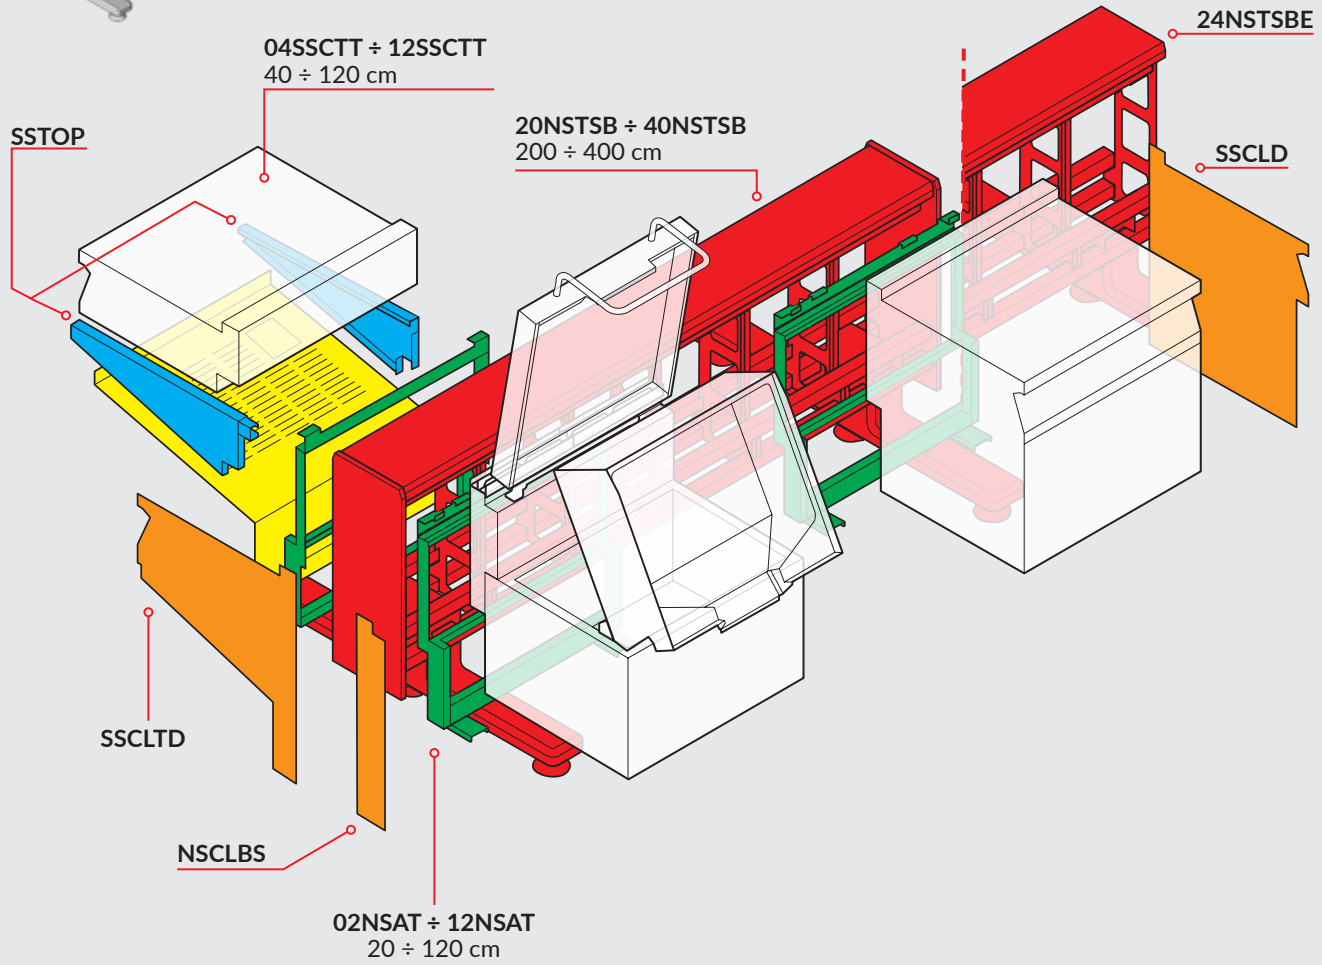 24NSTSBE
04SSCTT ÷ 12SSCTT
40 ÷ 120 cm
20NSTSB ÷ 40NSTSB
200 ÷ 400 cm
SSTOP
SSCLD
SSCLTD
NSCLBS
02NSAT ÷ 12NSAT
20 ÷ 120 cm